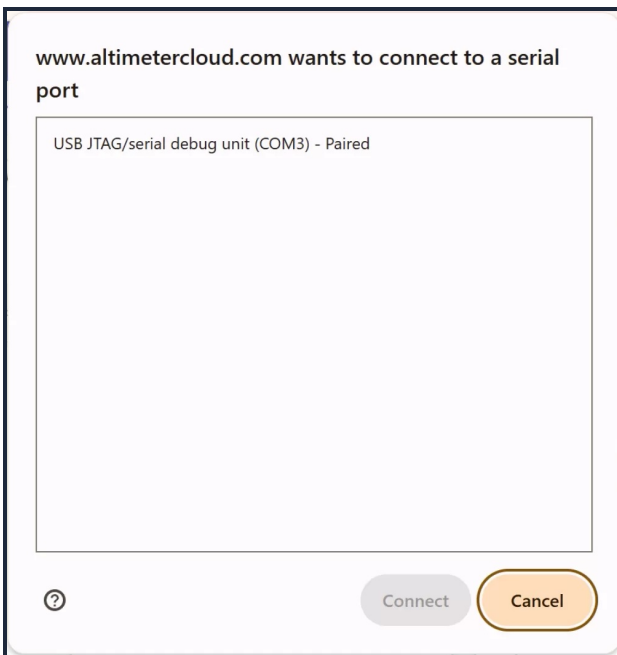 www.altimetercloud.com wants to connect to a serial
port
USB JTAG/serial debug unit (COM3) - Paired
Connect
Cancel